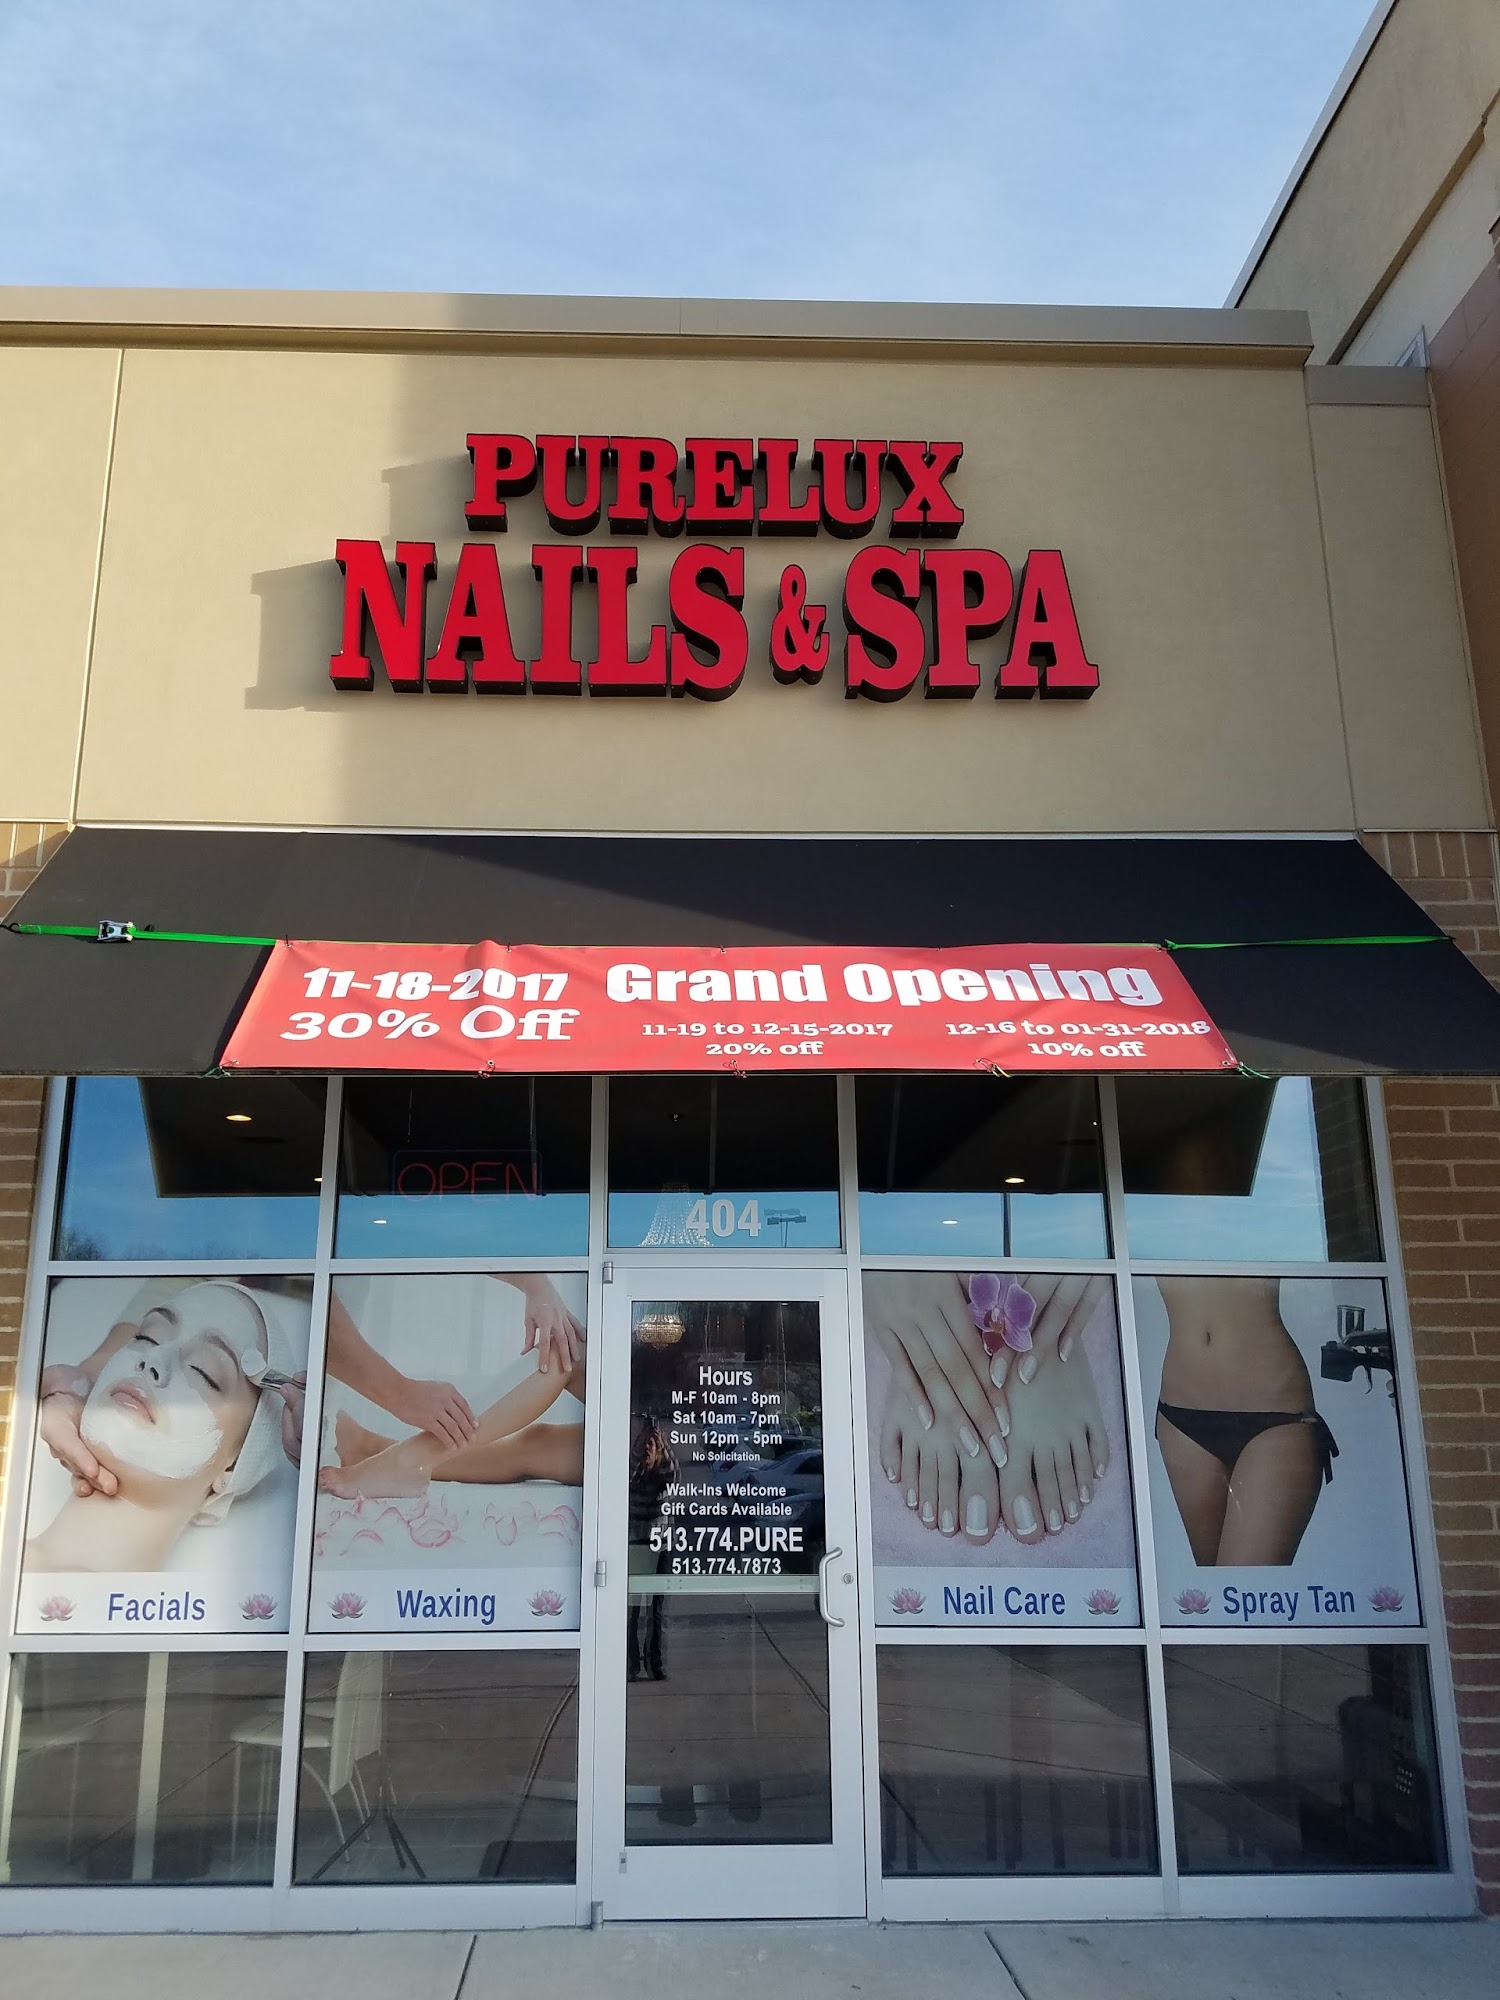 PURELUX
NAILS & SPA
11-18-2017 Grand Opening
30% Off
11-19 to 12-15-2017
20% off
12-16 to 01-31-2018
10% off
OPEN
404
Hours
M-F 10am - 8pm
Sat 10am - 7pm
Sun 12pm - 5pm
No Solicitation
Walk-Ins Welcome
Gift Cards Available
513.774.PURE
513.774.7873
Facials
Waxing
Nail Care
Spray Tan